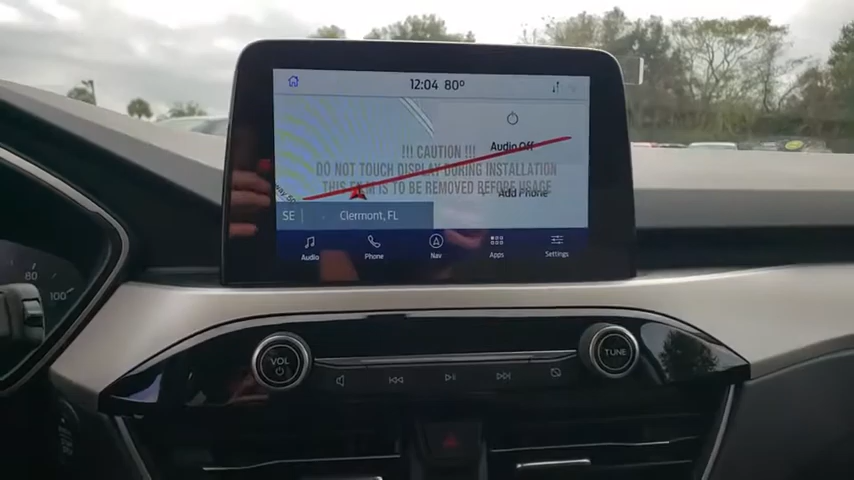 12:04 80°
!!! CAUTION !!!
Audio Off
DO NOT TOUCH DISPLAY DURING INSTALLATION
THIS FILM IS TO BE REMOVED BEFORE USAGE
Add Phone
SE
Clermont, FL
Audio
Phone
Nav
Apps
Settings
80
100
VOL
TUNE